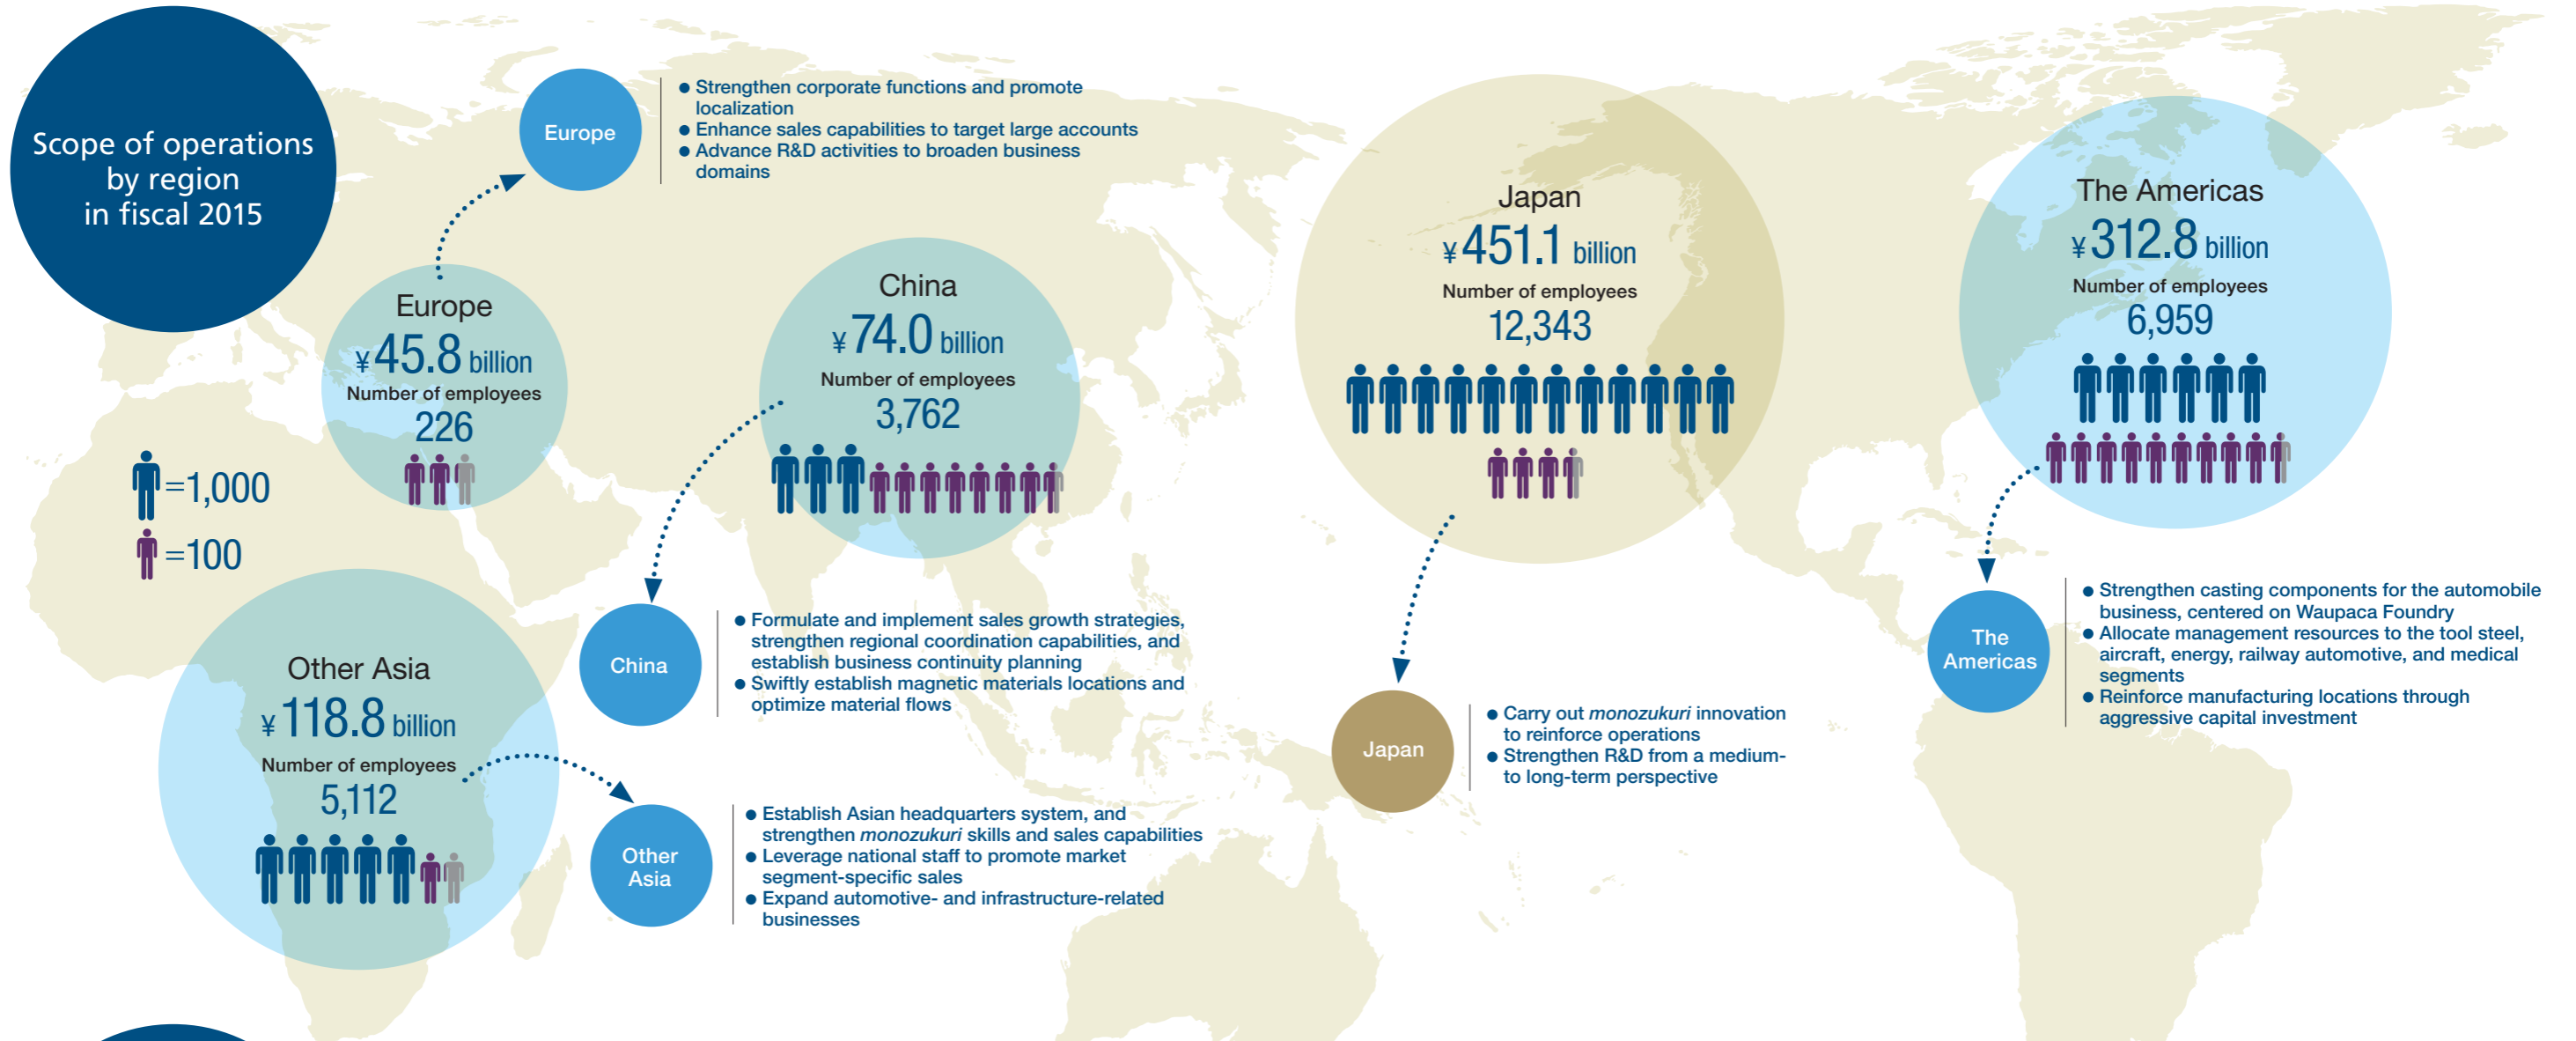 Scope of operations
by region
in fiscal 2015
Europe
● Strengthen corporate functions and promote
localization
● Enhance sales capabilities to target large accounts
● Advance R&D activities to broaden business
domains
Europe
¥45.8 billion
Number of employees
226
China
¥74.0 billion
Number of employees
3,762
Japan
¥451.1 billion
Number of employees
12,343
The Americas
¥312.8 billion
Number of employees
6,959
=1,000
=100
Other Asia
¥118.8 billion
Number of employees
5,112
China
● Formulate and implement sales growth strategies,
strengthen regional coordination capabilities, and
establish business continuity planning
● Swiftly establish magnetic materials locations and
optimize material flows
Other
Asia
● Establish Asian headquarters system, and
strengthen monozukuri skills and sales capabilities
● Leverage national staff to promote market
segment-specific sales
● Expand automotive- and infrastructure-related
businesses
Japan
● Carry out monozukuri innovation
to reinforce operations
● Strengthen R&D from a medium-
to long-term perspective
The
Americas
● Strengthen casting components for the automobile
business, centered on Waupaca Foundry
● Allocate management resources to the tool steel,
aircraft, energy, railway automotive, and medical
segments
● Reinforce manufacturing locations through
aggressive capital investment